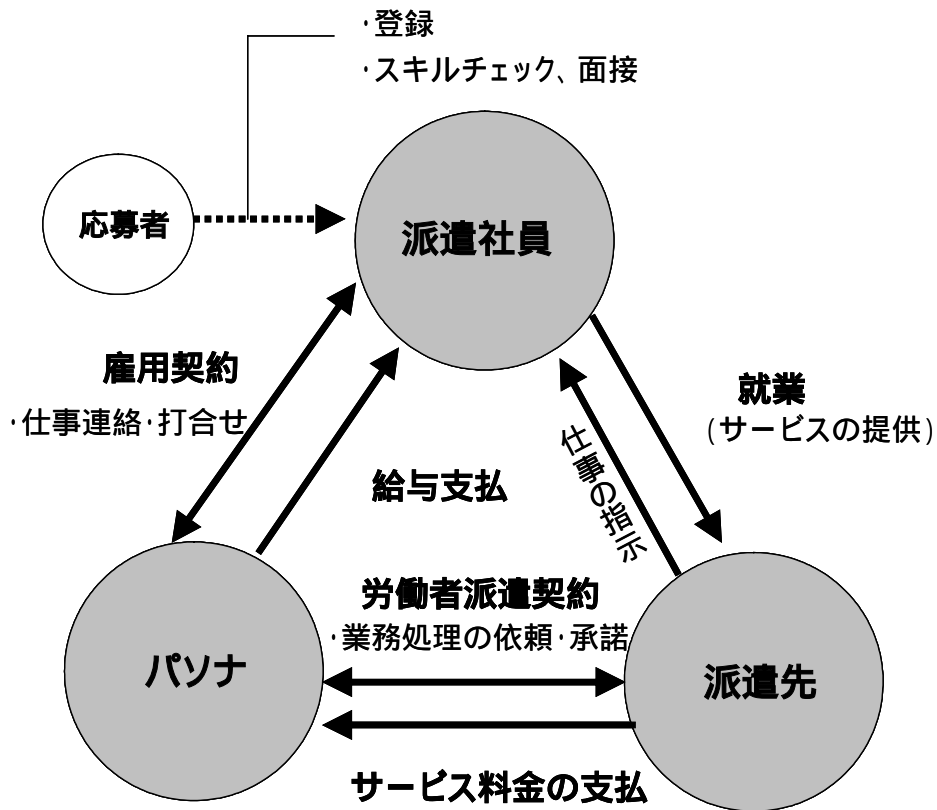 ・登録
・スキルチェック、面接
応募者
派遣社員
雇用契約
・仕事連絡・打合せ
就業
(サービスの提供)
給与支払
仕事の指示
労働者派遣契約
・業務処理の依頼・承諾
パソナ
派遣先
サービス料金の支払